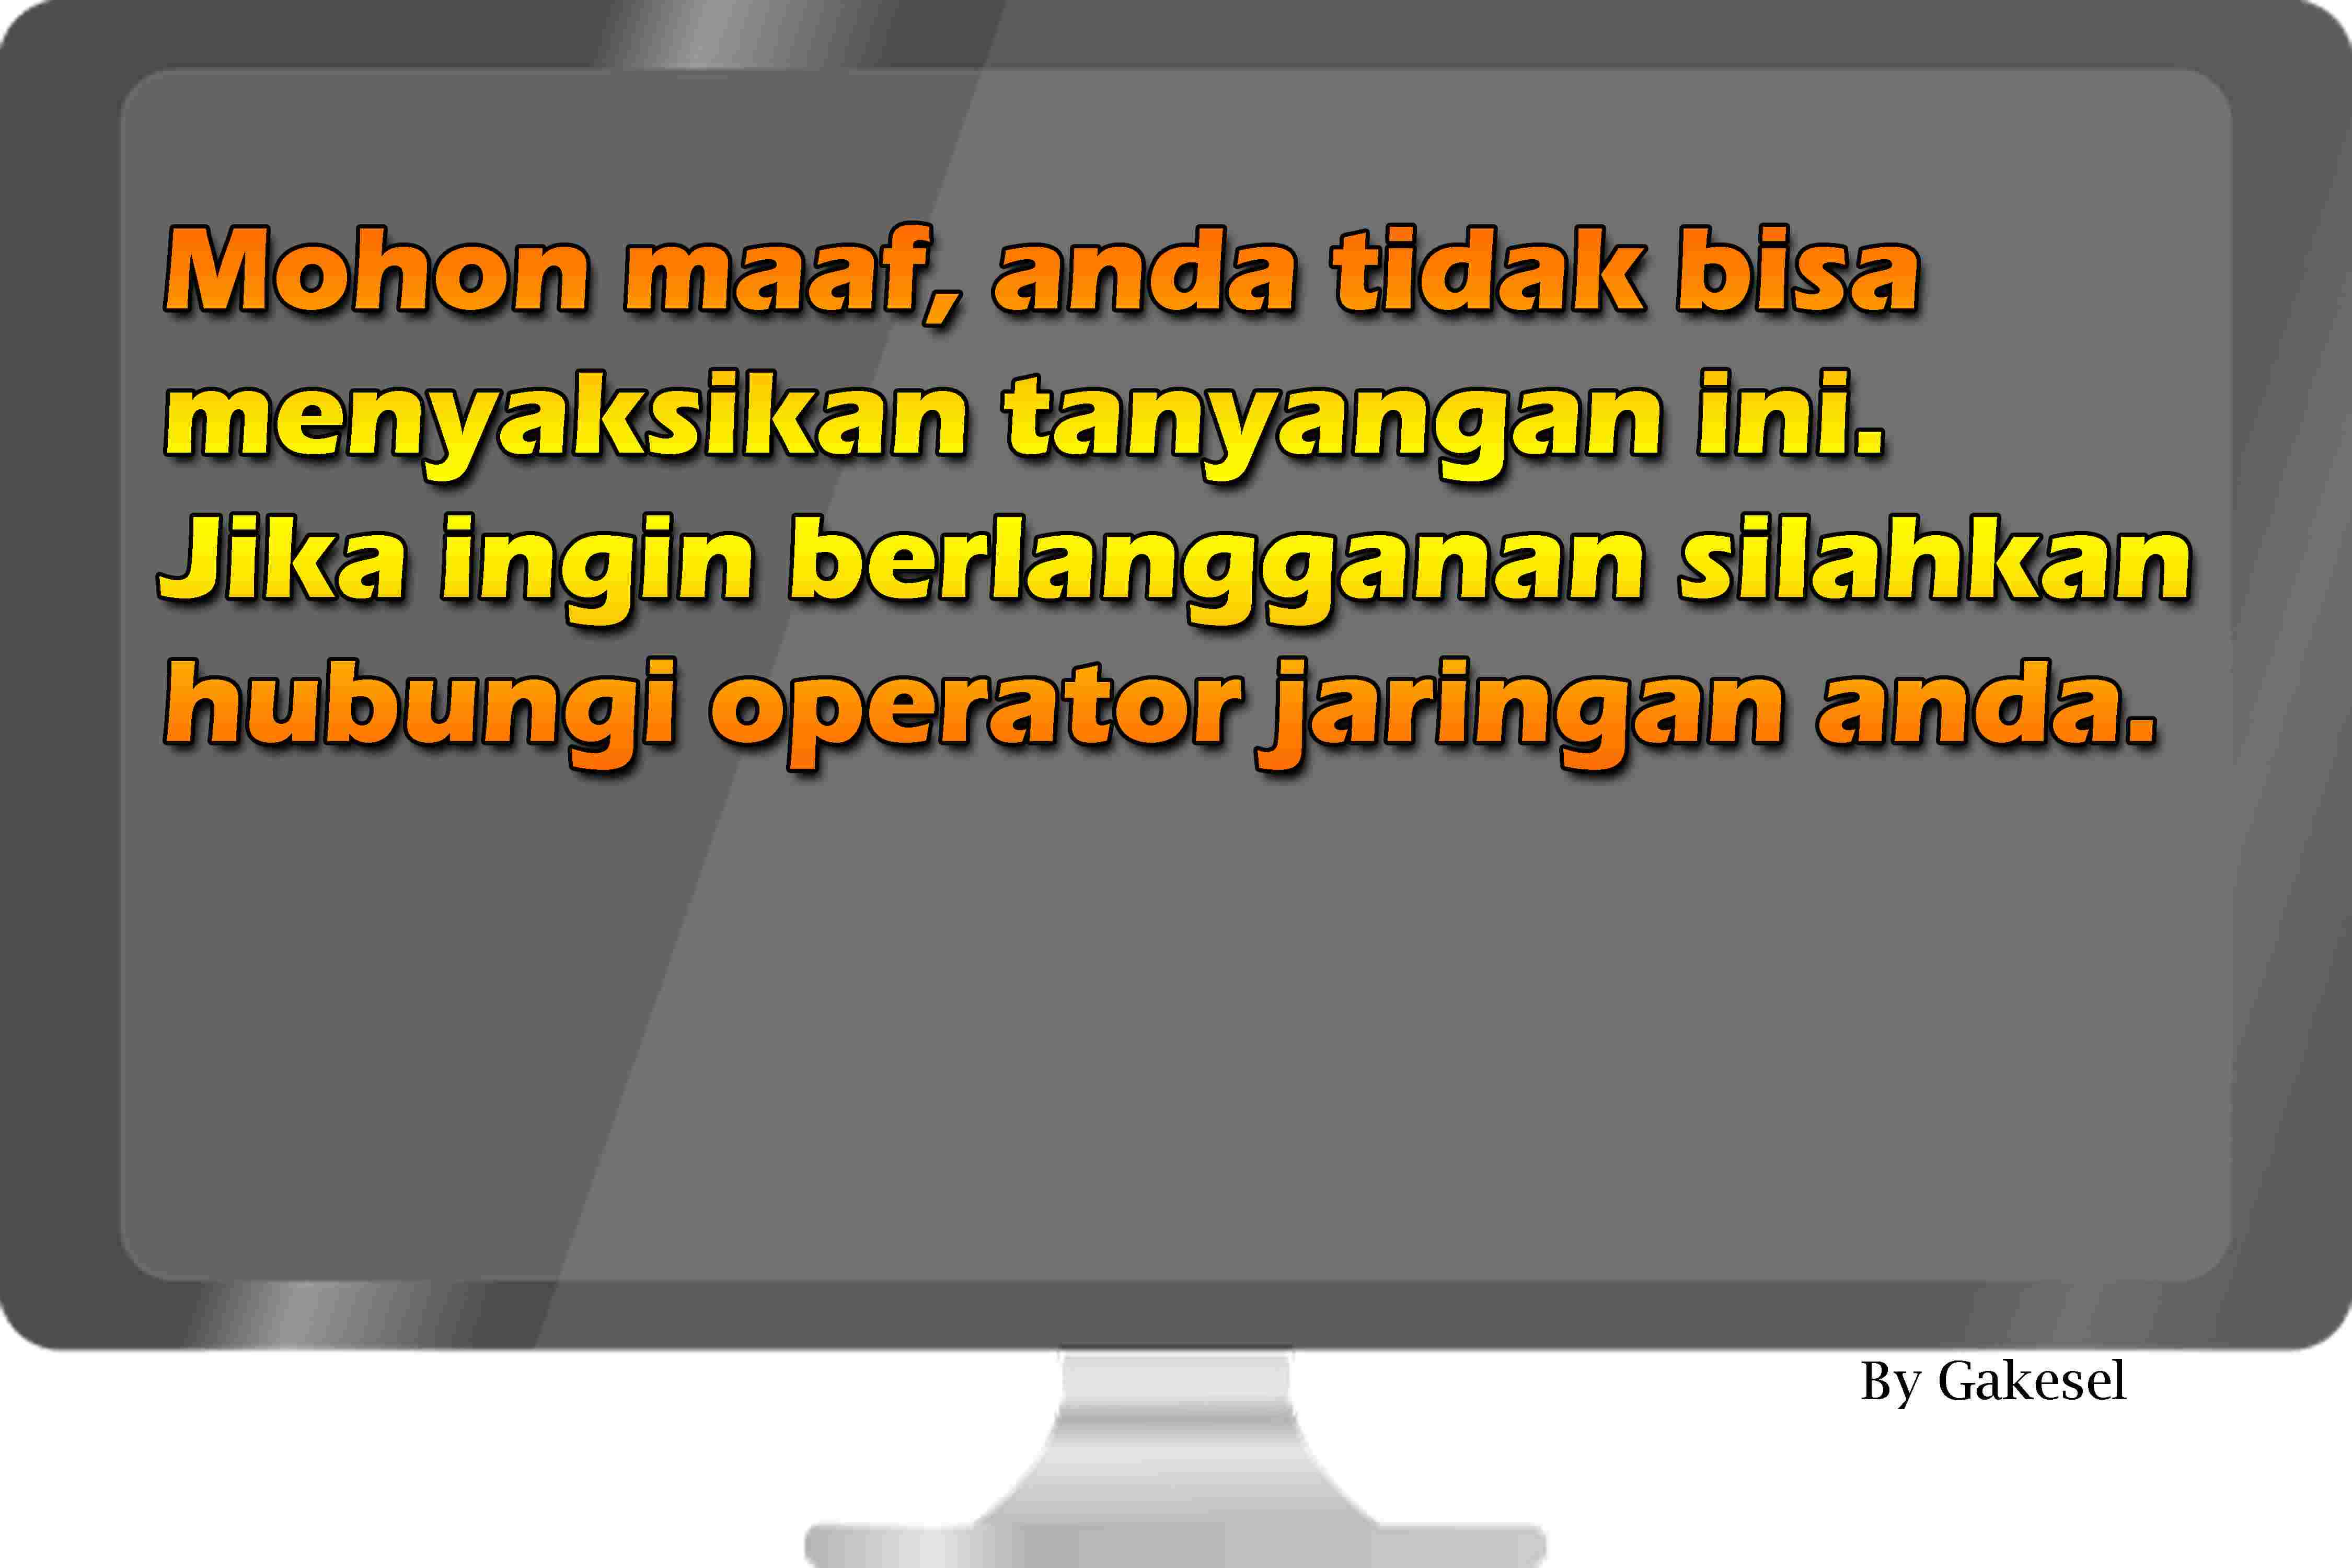 Mohon maaf, anda tidak bisa
menyaksikan tanyangan ini.
Jika ingin berlangganan silahkan
hubungi operator jaringan anda.
By Gakesel